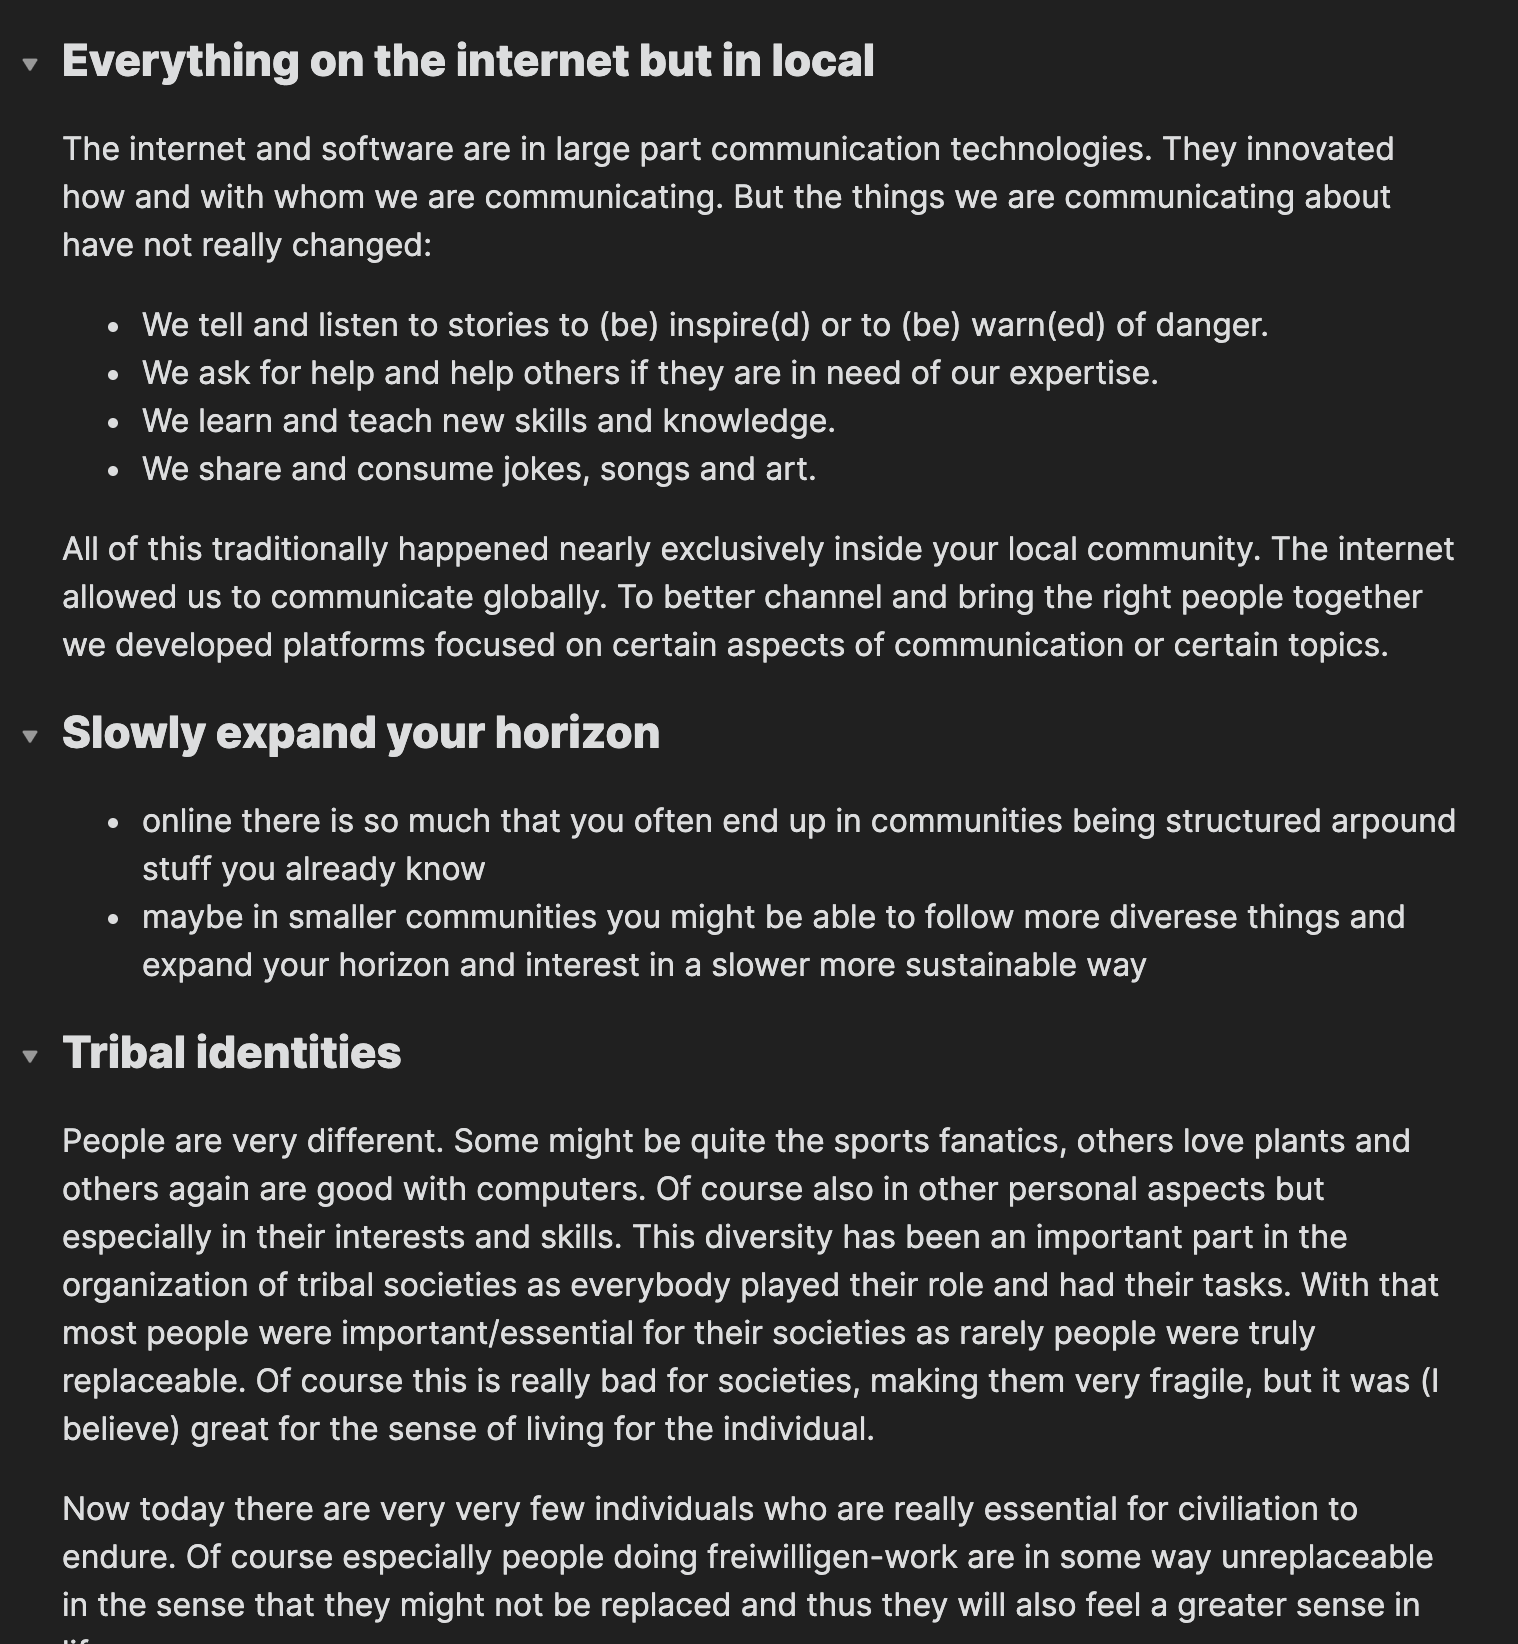 Everything on the internet but in local
The internet and software are in large part communication technologies. They innovated
how and with whom we are communicating. But the things we are communicating about
have not really changed:
• We tell and listen to stories to (be) inspire(d) or to (be) warn(ed) of danger.
• We ask for help and help others if they are in need of our expertise.
• We learn and teach new skills and knowledge.
• We share and consume jokes, songs and art.
All of this traditionally happened nearly exclusively inside your local community. The internet
allowed us to communicate globally. To better channel and bring the right people together
we developed platforms focused on certain aspects of communication or certain topics.
Slowly expand your horizon
• online there is so much that you often end up in communities being structured arpound
stuff you already know
• maybe in smaller communities you might be able to follow more diverese things and
expand your horizon and interest in a slower more sustainable way
Tribal identities
People are very different. Some might be quite the sports fanatics, others love plants and
others again are good with computers. Of course also in other personal aspects but
especially in their interests and skills. This diversity has been an important part in the
organization of tribal societies as everybody played their role and had their tasks. With that
most people were important/essential for their societies as rarely people were truly
replaceable. Of course this is really bad for societies, making them very fragile, but it was (I
believe) great for the sense of living for the individual.
Now today there are very very few individuals who are really essential for civiliation to
endure. Of course especially people doing freiwilligen-work are in some way unreplaceable
in the sense that they might not be replaced and thus they will also feel a greater sense in